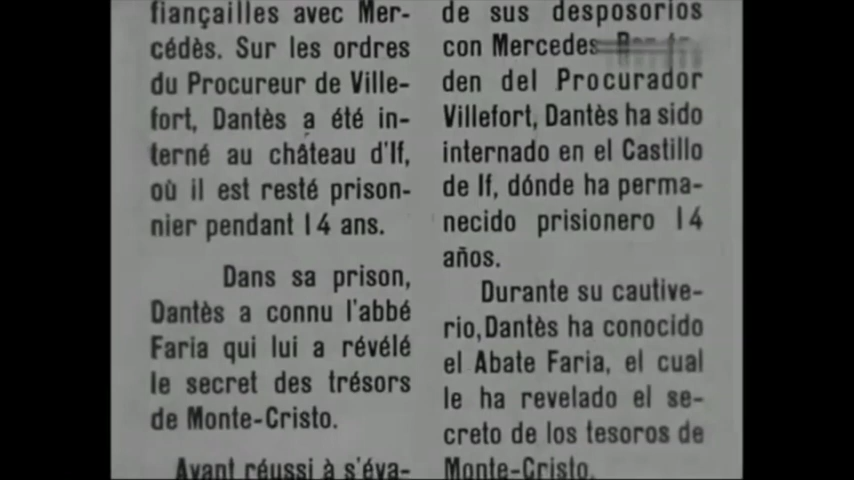 fiançailles avec Mer-
cédès. Sur les ordres
du Procureur de Ville-
fort, Dantès a été in-
terné au château d'If,
où il est resté prison-
nier pendant 14 ans.
Dans sa prison,
Dantès a connu l'abbé
Faria qui lui a révélé
le secret des trésors
de Monte-Cristo.
Ayant réussi à s'éva-
de sus desposorios
con Mercedes
den del Procurador
Villefort, Dantès ha sido
internado en el Castillo
de If, dónde ha perma-
necido prisionero 14
años.
Durante su cautive-
rio, Dantès ha conocido
el Abate Faria, el cual
le ha revelado el se-
creto de los tesoros de
Monte-Cristo.